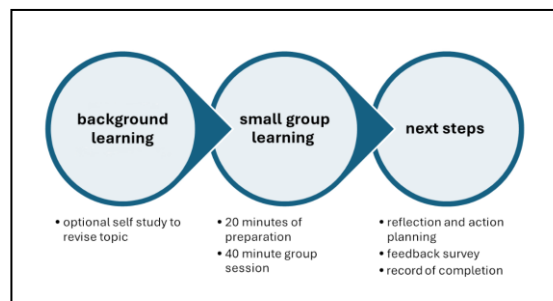 background
learning
small group
learning
next steps
• optional self study to
revise topic
• 20 minutes of
preparation
• 40 minute group
session
• reflection and action
planning
• feedback survey
• record of completion